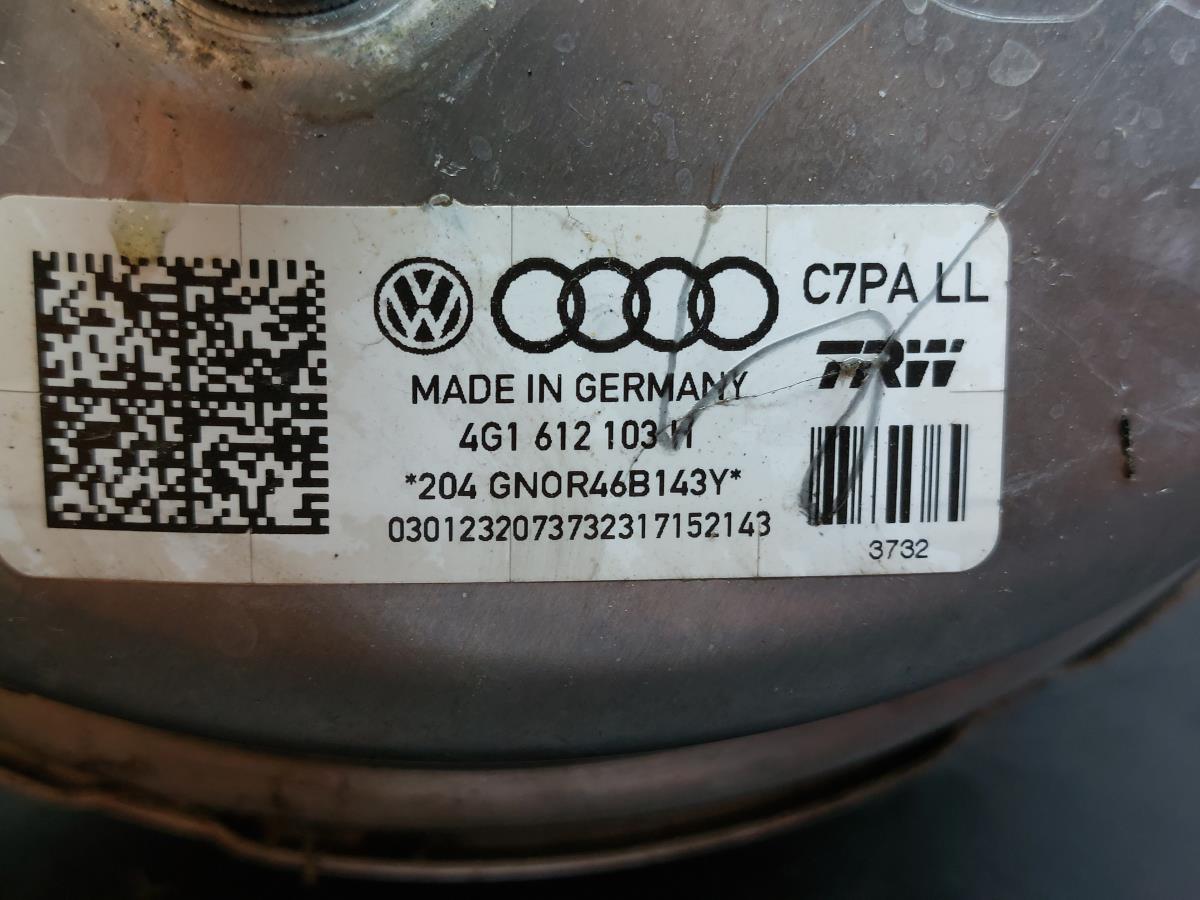 C7PA LL
TRW
MADE IN GERMANY
4G1 612 103 H
*204 GNOR46B143Y*
0301232073732317152143
3732